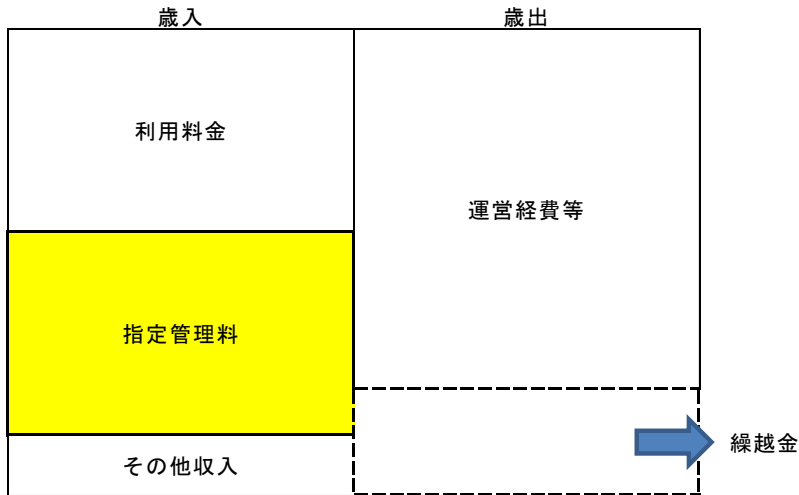 歳入
歳出
利用料金
運営経費等
指定管理料
繰越金
その他収入